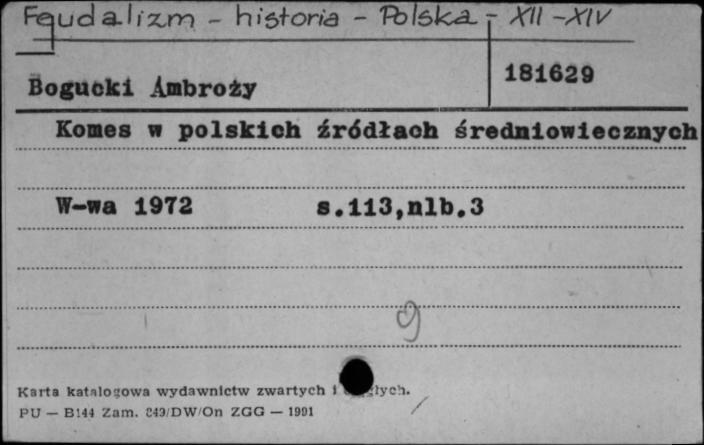 Feudalizm - historia - Polska - XII - XIV
Bogucki Ambroży
181629
Komes w polskich źródłach średniowiecznych
W-wa 1972 s.113,nlb.3
9
Karta katalogowa wydawnictw zwartych i
PU — B144 Zam. 849/DW/On ZGG — 1991